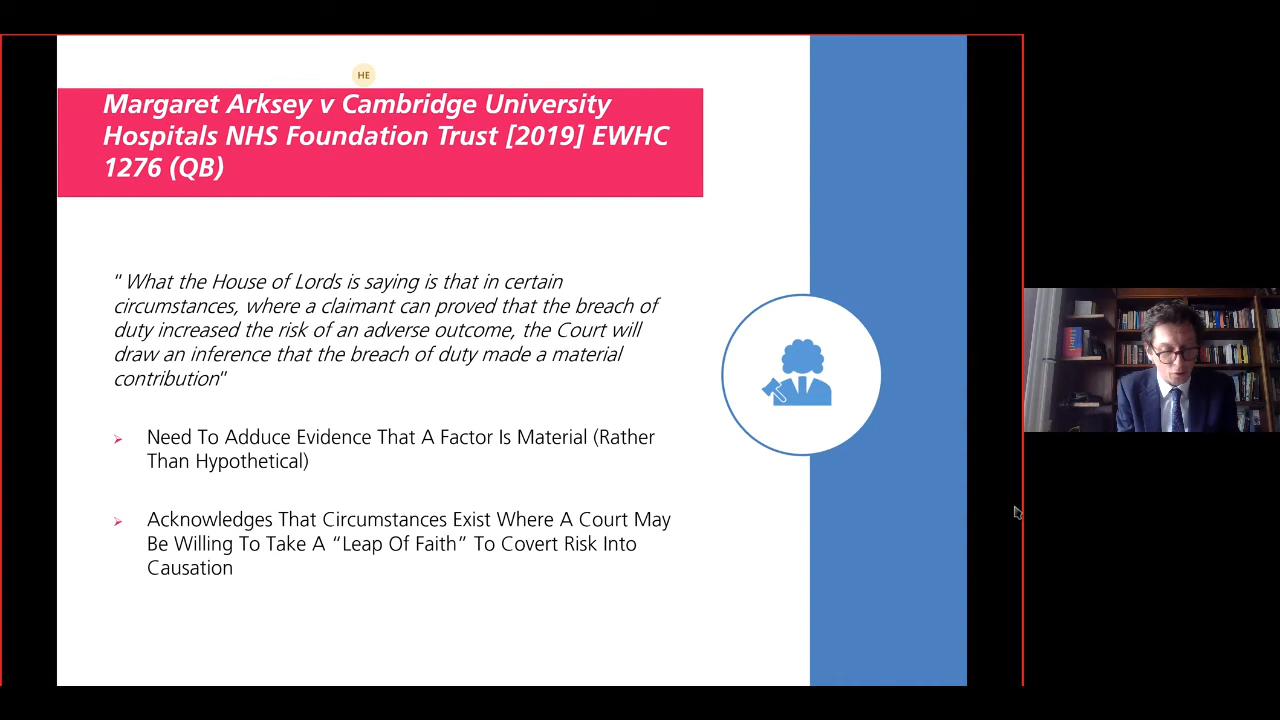 HE
Margaret Arksey v Cambridge University
Hospitals NHS Foundation Trust [2019] EWHC
1276 (QB)
“ What the House of Lords is saying is that in certain
circumstances, where a claimant can proved that the breach of
duty increased the risk of an adverse outcome, the Court will
draw an inference that the breach of duty made a material
contribution”
Need To Adduce Evidence That A Factor Is Material (Rather
Than Hypothetical)
Acknowledges That Circumstances Exist Where A Court May
Be Willing To Take A “Leap Of Faith” To Covert Risk Into
Causation